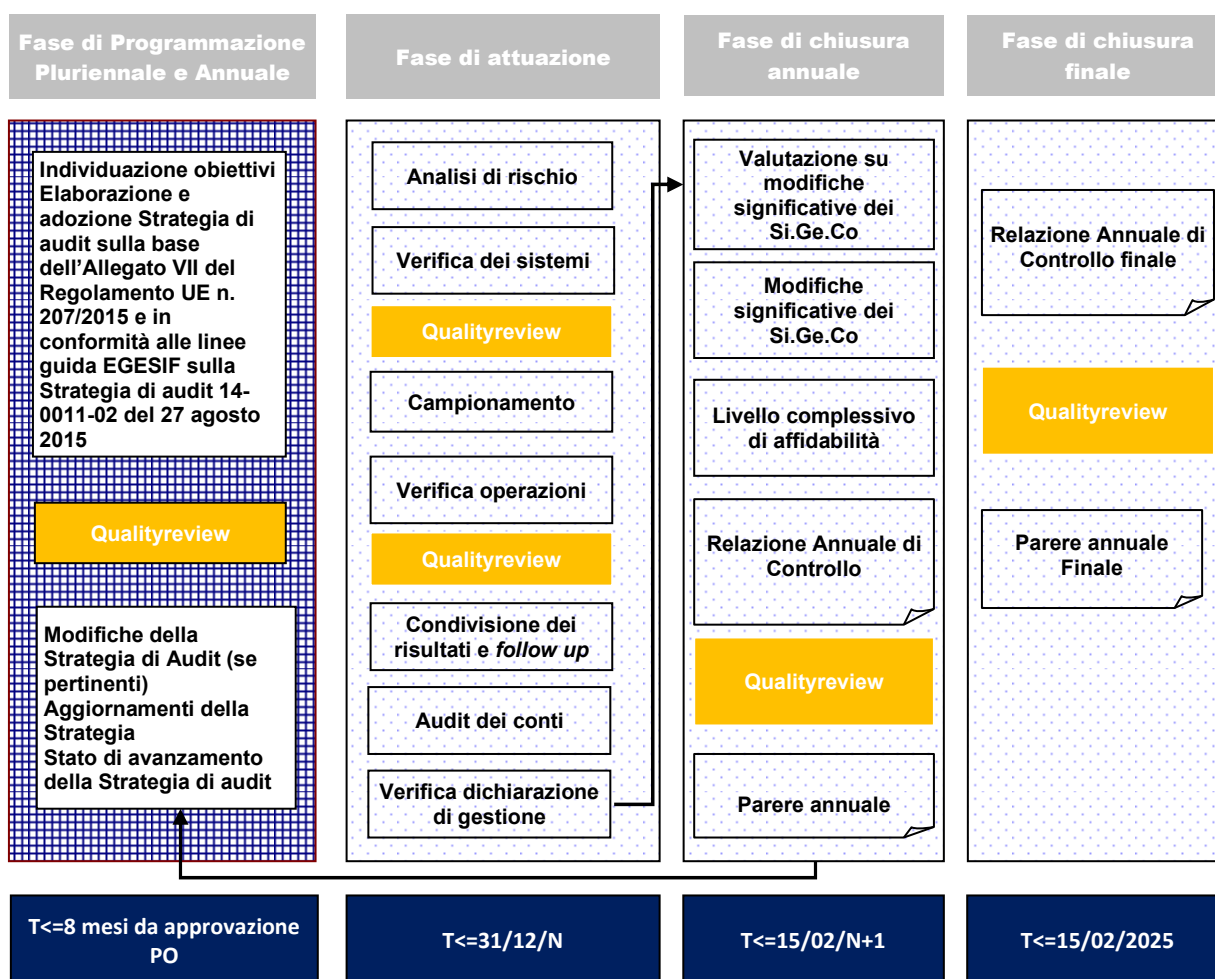 Fase di Programmazione
Pluriennale e Annuale
Fase di attuazione
Fase di chiusura
annuale
Fase di chiusura
finale
Individuazione obiettivi
Elaborazione e
adozione Strategia di
audit sulla base
dell'Allegato VII del
Regolamento UE n.
207/2015 e in
conformità alle linee
guida EGESIF sulla
Strategia di audit 14-
0011-02 del 27 agosto
2015
Qualityreview
Modifiche della
Strategia di Audit (se
pertinenti)
Aggiornamenti della
Strategia
Stato di avanzamento
della Strategia di audit
Analisi di rischio
Verifica dei sistemi
Qualityreview
Campionamento
Verifica operazioni
Qualityreview
Condivisione dei
risultati e follow up
Audit dei conti
Verifica dichiarazione
di gestione
Valutazione su
modifiche
significative dei
Si.Ge.Co
Modifiche
significative dei
Si.Ge.Co
Livello complessivo
di affidabilità
Relazione Annuale di
Controllo
Qualityreview
Parere annuale
Relazione Annuale di
Controllo finale
Qualityreview
Parere annuale
Finale
T<=8 mesi da approvazione
PO
T<=31/12/N
T<=15/02/N+1
T<=15/02/2025